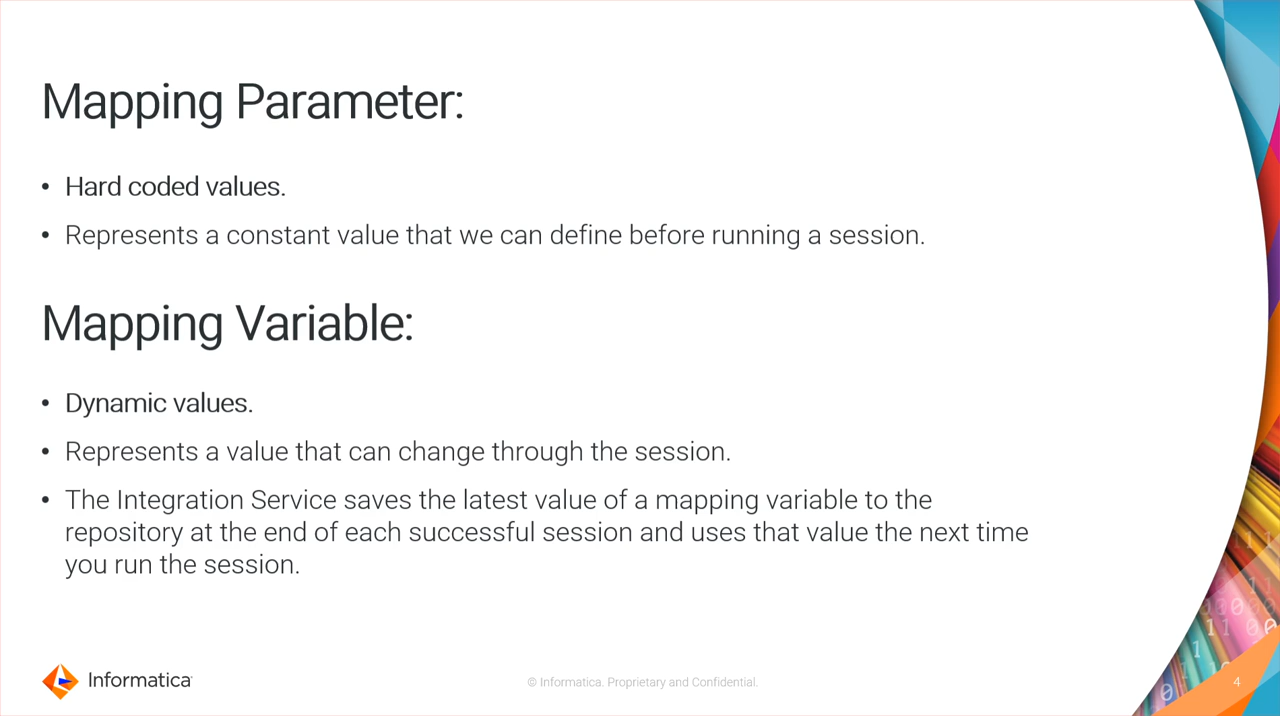 Mapping Parameter:
• Hard coded values.
• Represents a constant value that we can define before running a session.
Mapping Variable:
• Dynamic values.
• Represents a value that can change through the session.
• The Integration Service saves the latest value of a mapping variable to the
repository at the end of each successful session and uses that value the next time
you run the session.
Informatica
© Informatica. Proprietary and Confidential.
4